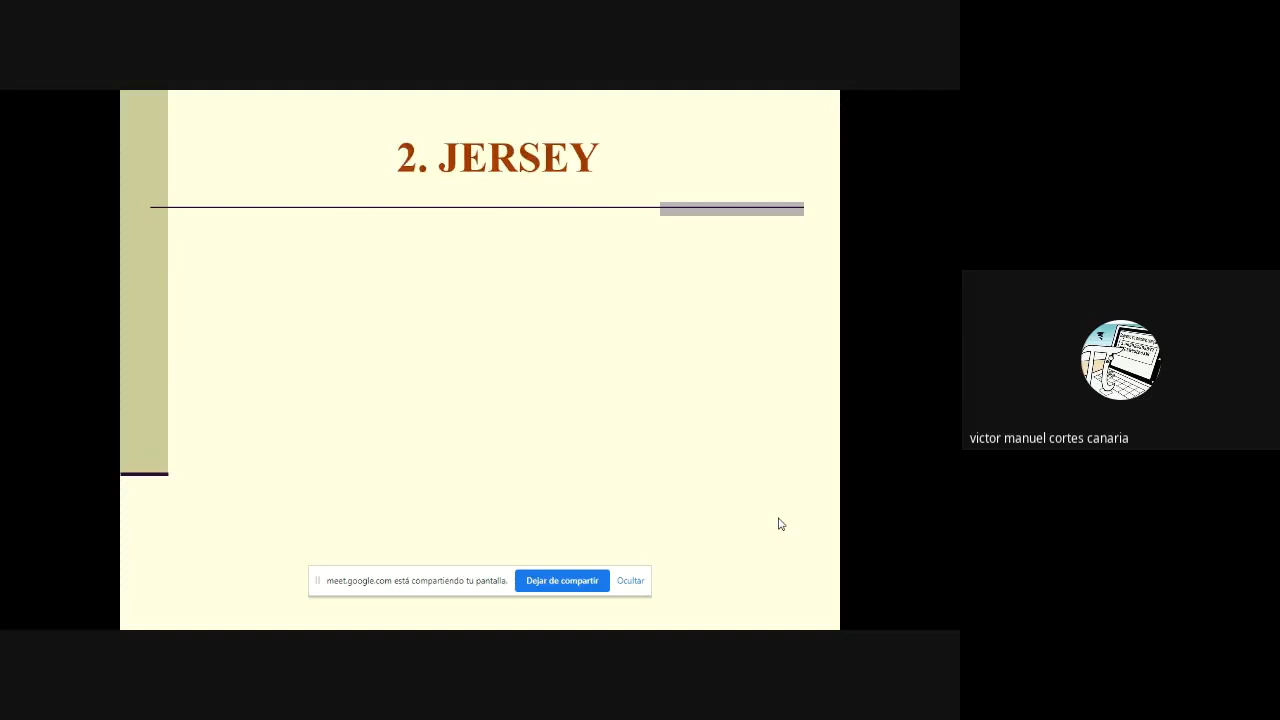 2. JERSEY
meet.google.com está compartiendo tu pantalla.
Dejar de compartir
Ocultar
victor manuel cortes canaria